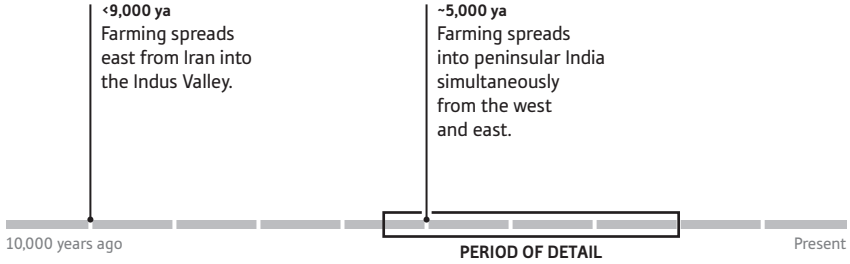 <9,000 ya
Farming spreads
east from Iran into
the Indus Valley.
~5,000 ya
Farming spreads
into peninsular India
simultaneously
from the west
and east.
10,000 years ago
PERIOD OF DETAIL
Present